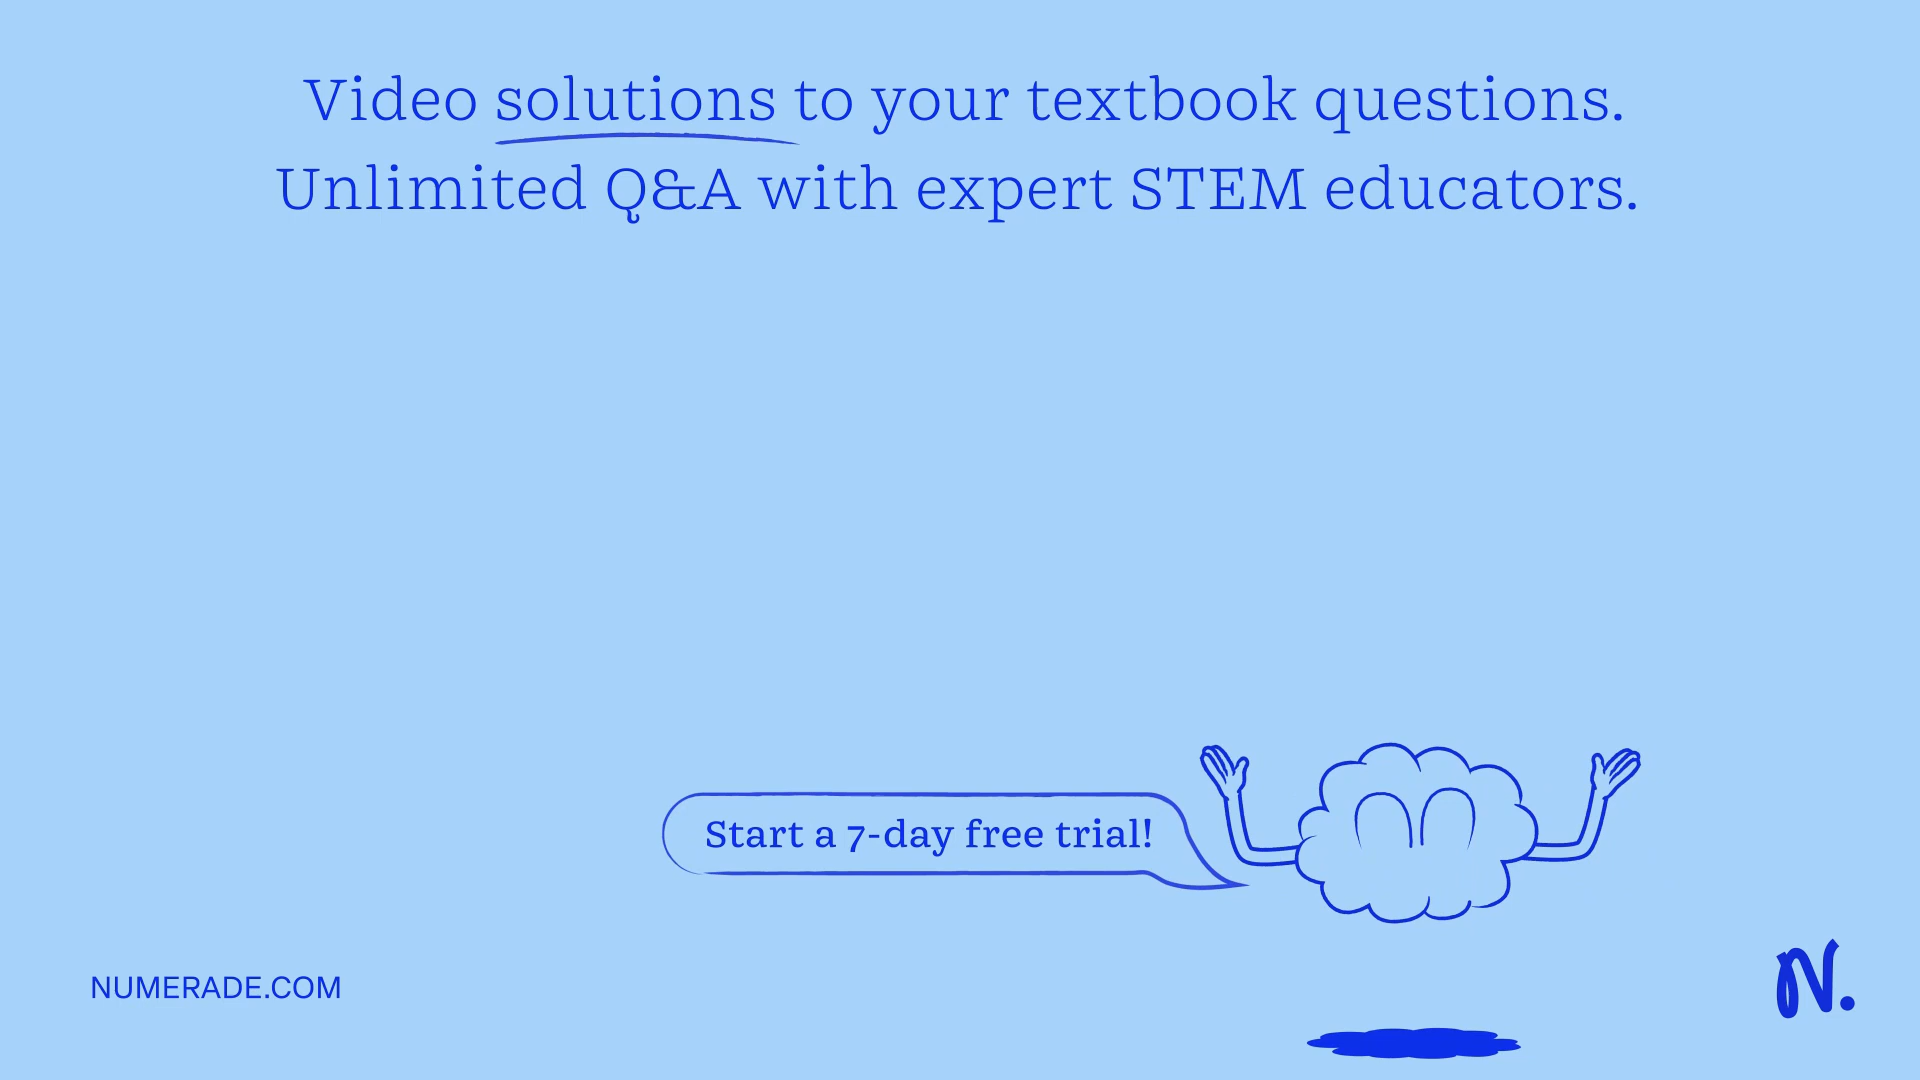 Video solutions to your textbook questions.
Unlimited Q&A with expert STEM educators.
Start a 7-day free trial!
NUMERADE.COM
N.